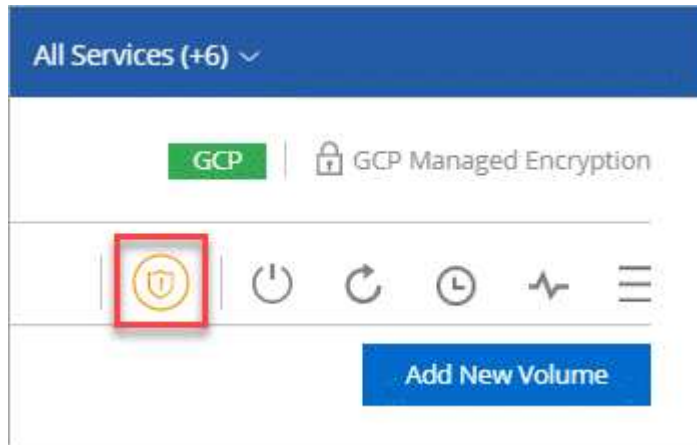 All Services (+6)
GCP
GCP Managed Encryption
Add New Volume